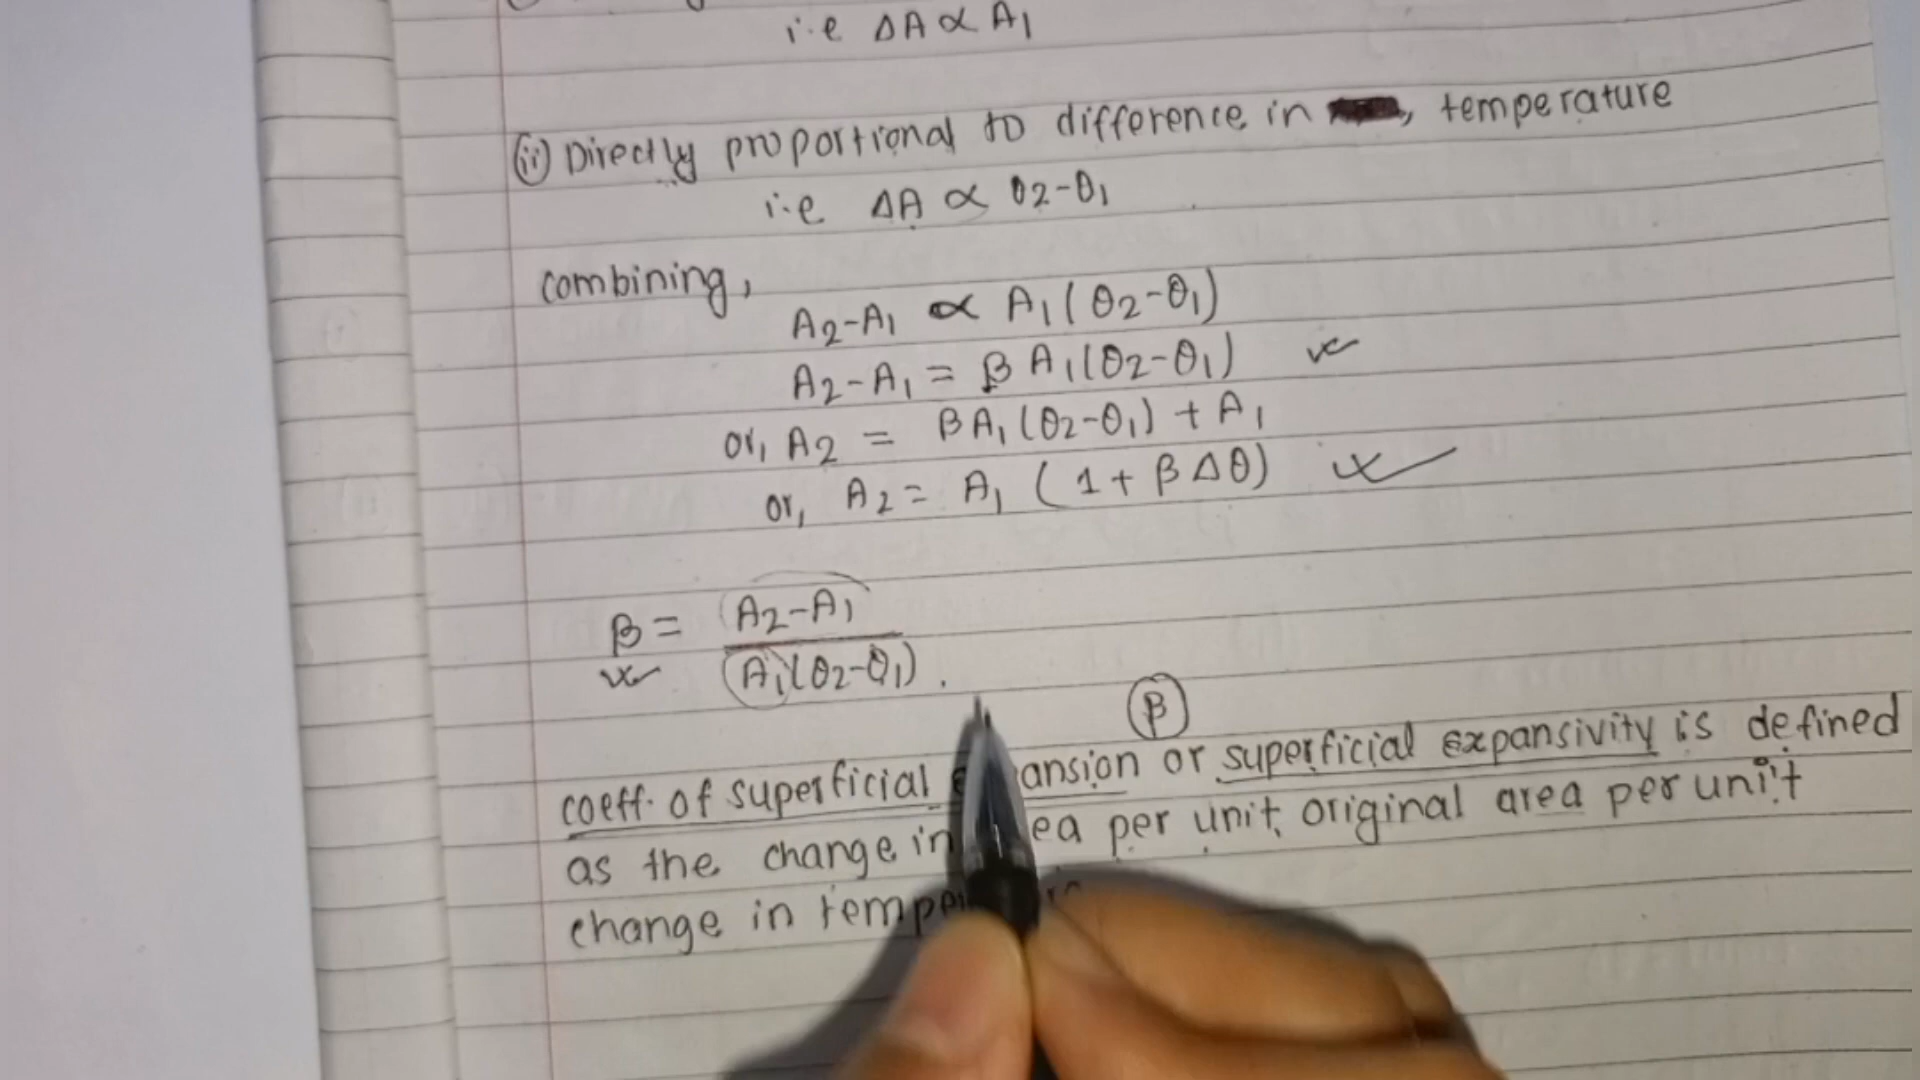 i.e ΔA ∝ A1
(ii) Directly proportional to difference in , temperature
i.e ΔA ∝ θ2-θ1
combining,
A2-A1 ∝ A1(θ2-θ1)
A2-A1 = β A1(θ2-θ1)
or, A2 = βA1(θ2-θ1) + A1
or, A2 = A1 (1+ βΔθ)
β = A2-A1
A1(θ2-θ1).
β
coeff. of superficial ansion or superficial expansivity is defined
as the change in ea per unit original area per unit
change in